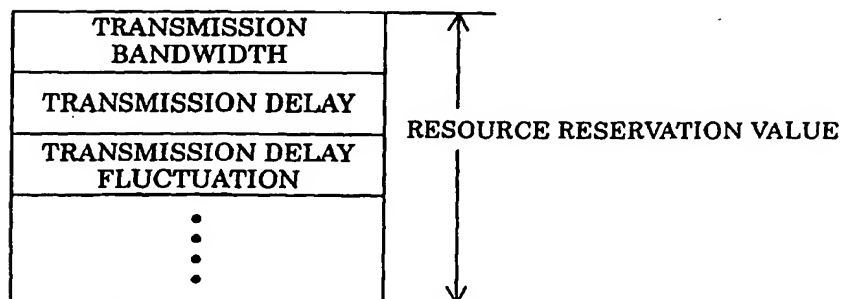 TRANSMISSION
BANDWIDTH
TRANSMISSION DELAY
TRANSMISSION DELAY
FLUCTUATION
RESOURCE RESERVATION VALUE